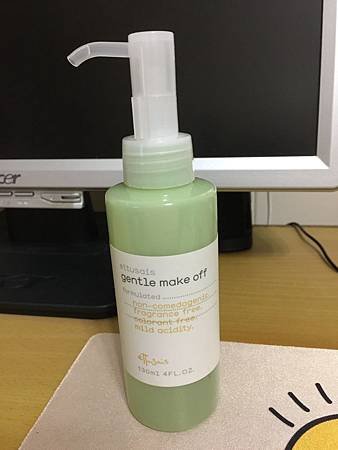 acer
ettusais
gentle make off
Formulated
non-comedogenic.
fragrance free.
colorant free.
mild acidity.
ettusais
130ml 4FL.OZ.